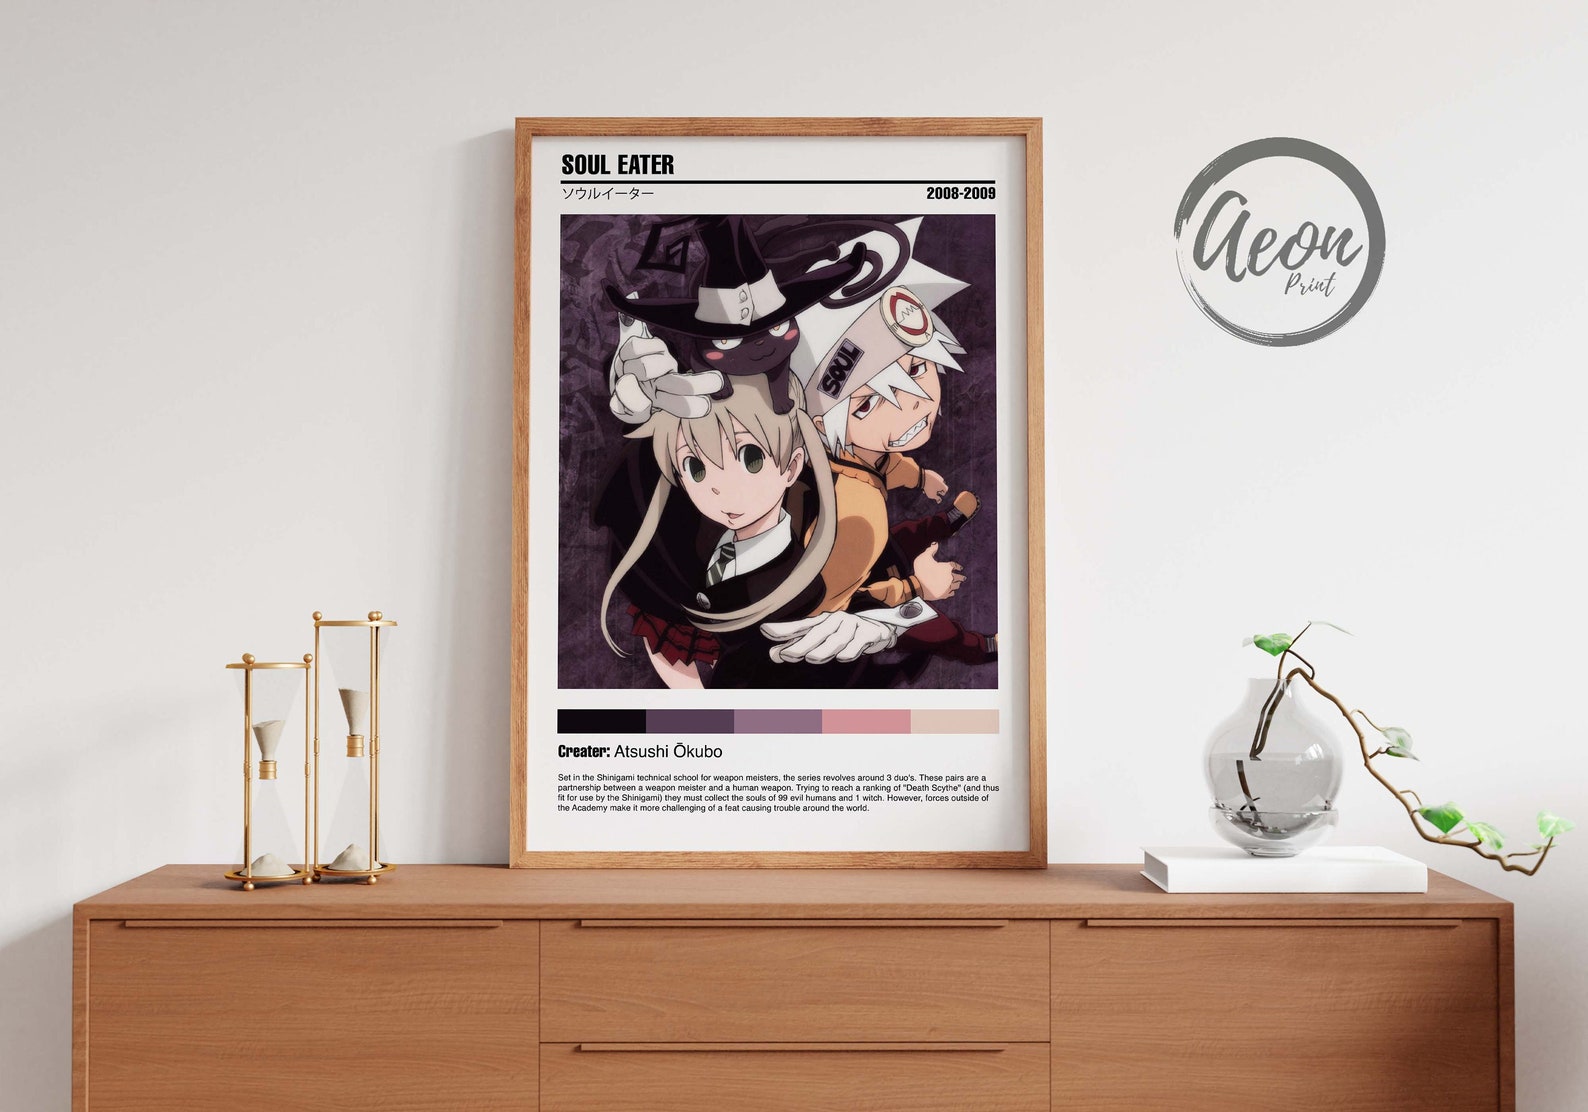 SOUL EATER
ソウルイーター 2008-2009
SOUL
Creater: Atsushi Ōkubo
Set in the Shinigami technical school for weapon meisters, the series revolves around 3 duo's. These pairs are a
partnership between a weapon meister and a human weapon. Trying to reach a ranking of "Death Scythe" (and thus
fit for use by the Shinigami) they must collect the souls of 99 evil humans and 1 witch. However, forces outside of
the Academy make it more challenging of a feat causing trouble around the world.
Aeon
Print